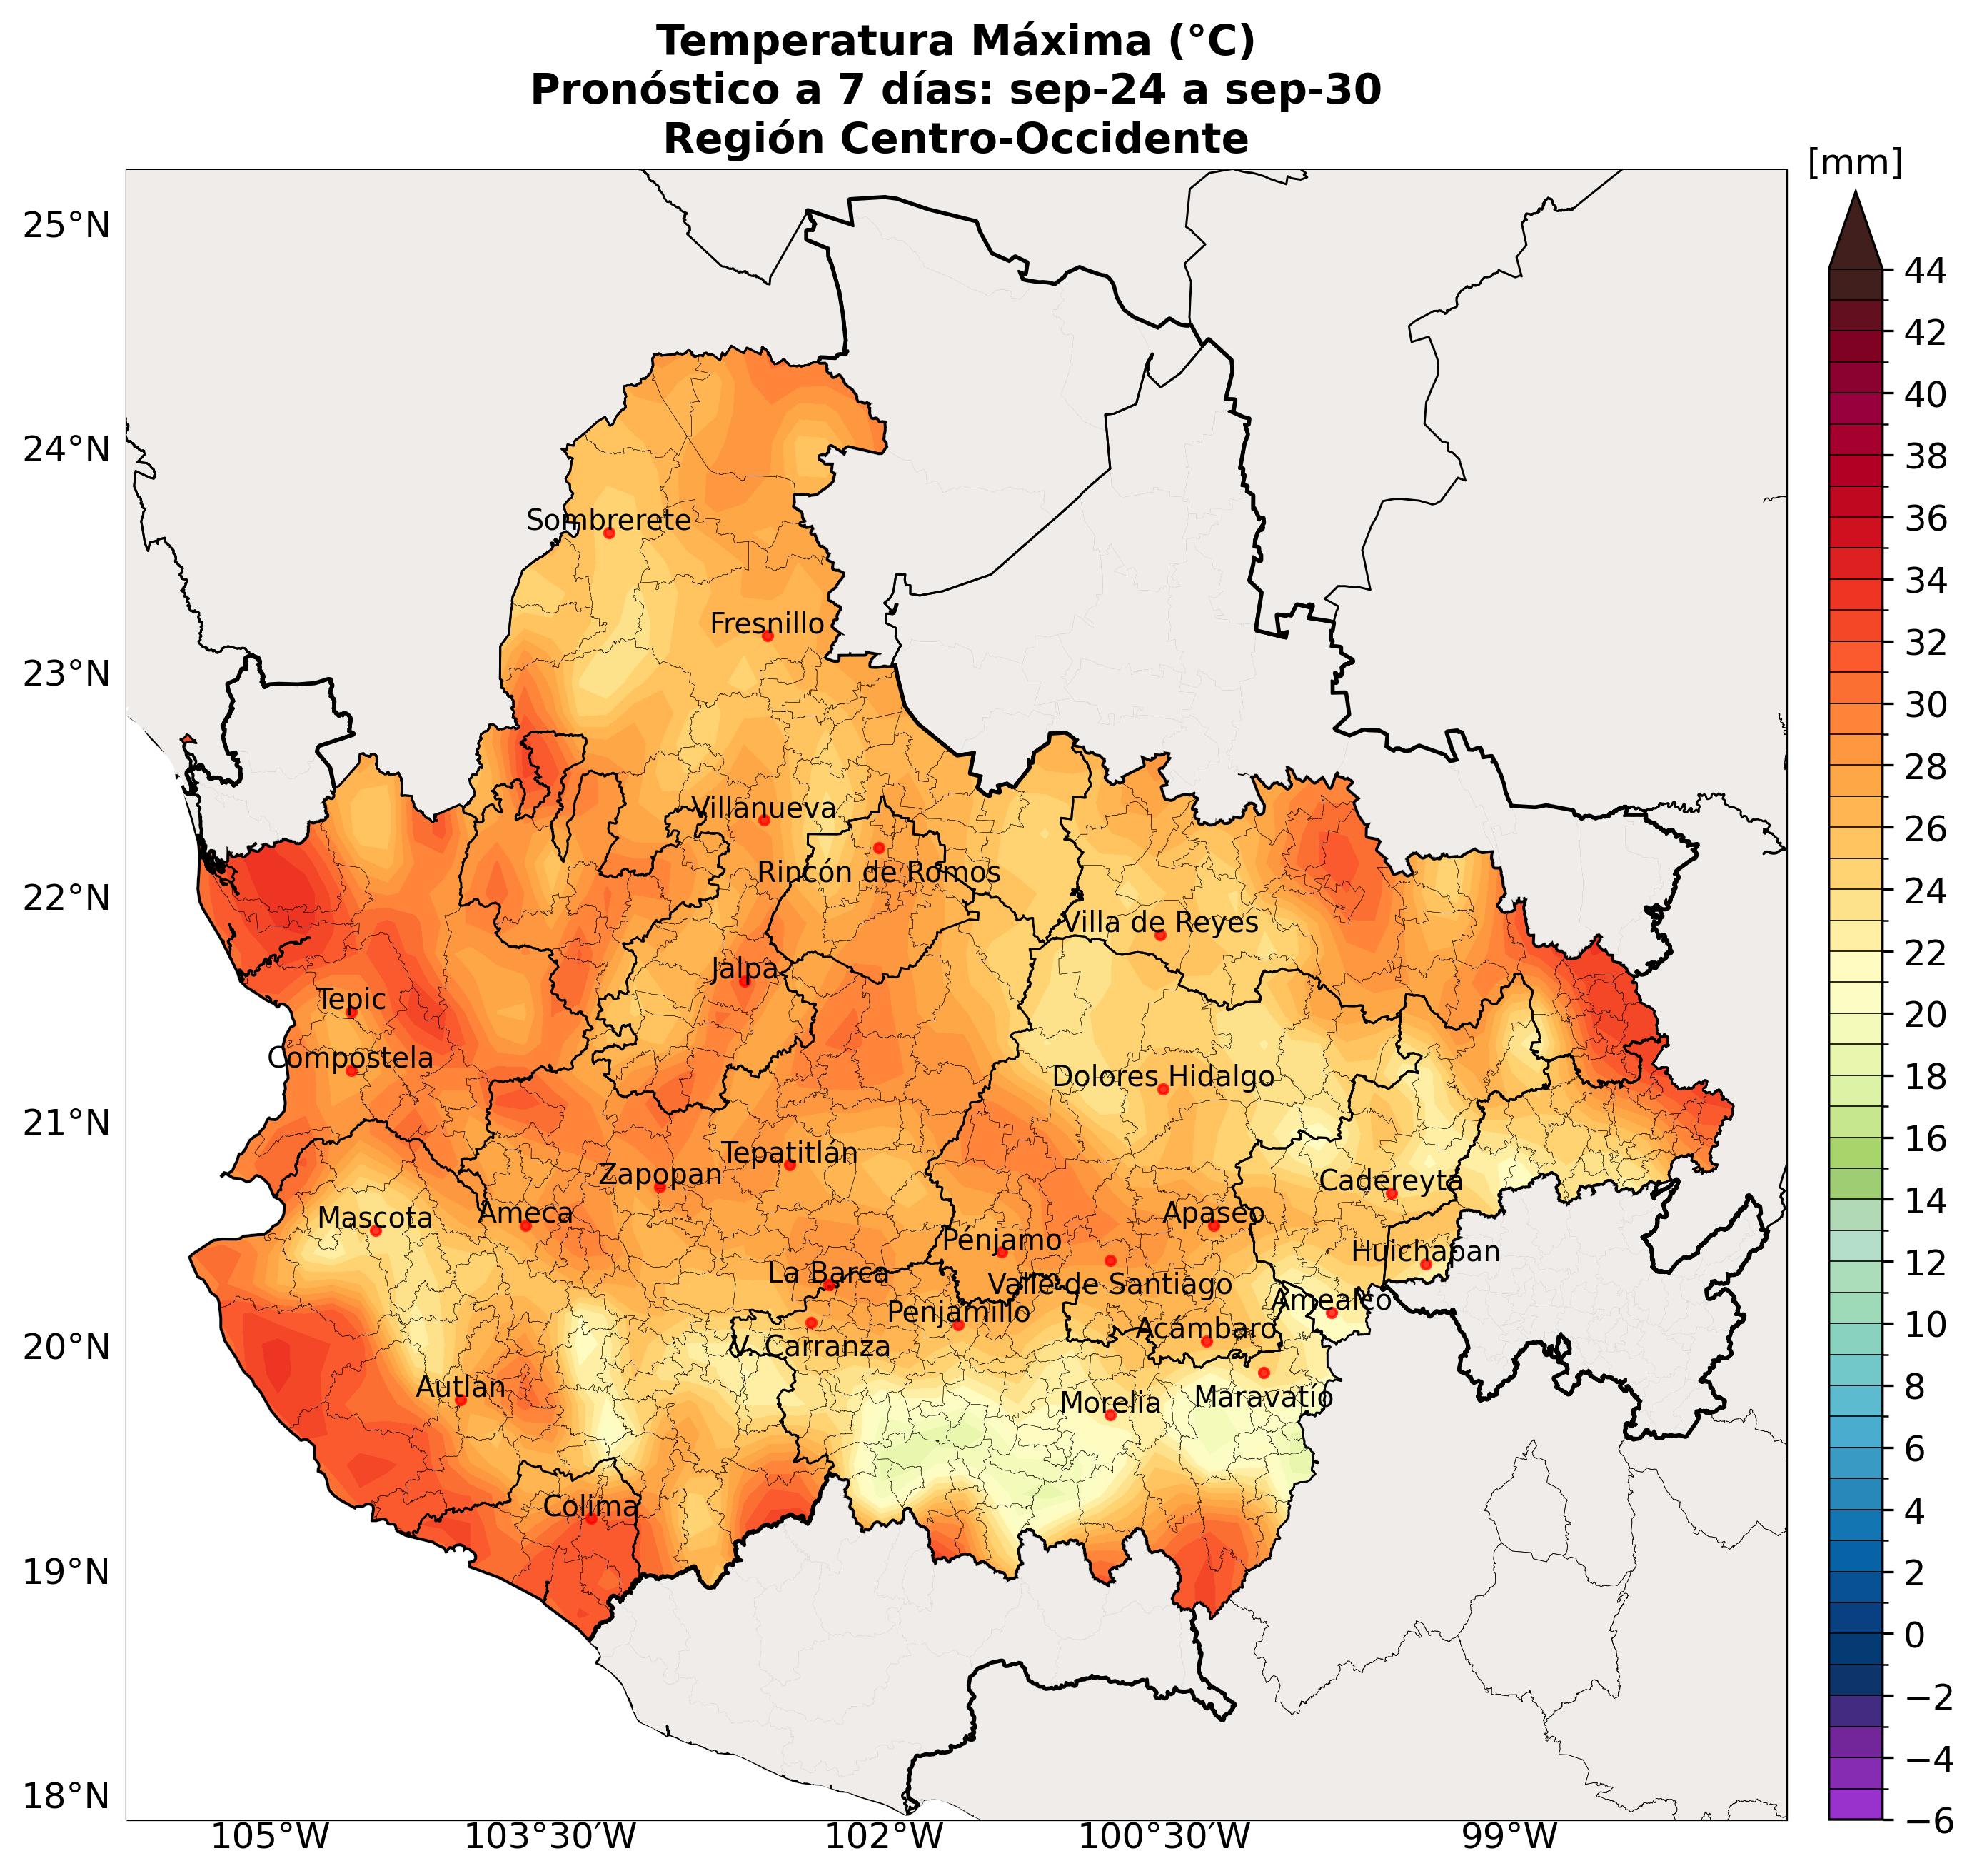 Temperatura Máxima (°C)
Pronóstico a 7 días: sep-24 a sep-30
Región Centro-Occidente
[mm]
25°N
24°N
23°N
22°N
21°N
20°N
19°N
18°N
Sombrerete
Fresnillo
Villanueva
Rincón de Romos
Villa de Reyes
Jalpa
Tepic
Compostela
Dolores Hidalgo
Tepatitlán
Zapopan
Cadereyta
Mascota
Ameca
Apaseo
Pénjamo
Huichapan
La Barca
Valle de Santiago
Amealco
Penjamillo
Acámbaro
V. Carranza
Autlan
Maravatío
Morelia
Colima
105°W
103°30′W
102°W
100°30′W
99°W
44
42
40
38
36
34
32
30
28
26
24
22
20
18
16
14
12
10
8
6
4
2
0
−2
−4
−6